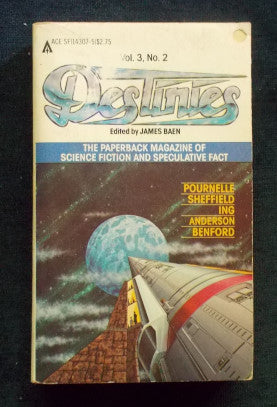 ACE SF 14307-5 $2.75
Vol. 3, No. 2
Destinies
Edited by JAMES BAEN
THE PAPERBACK MAGAZINE OF
SCIENCE FICTION AND SPECULATIVE FACT
POURNELLE
SHEFFIELD
ING
ANDERSON
BENFORD